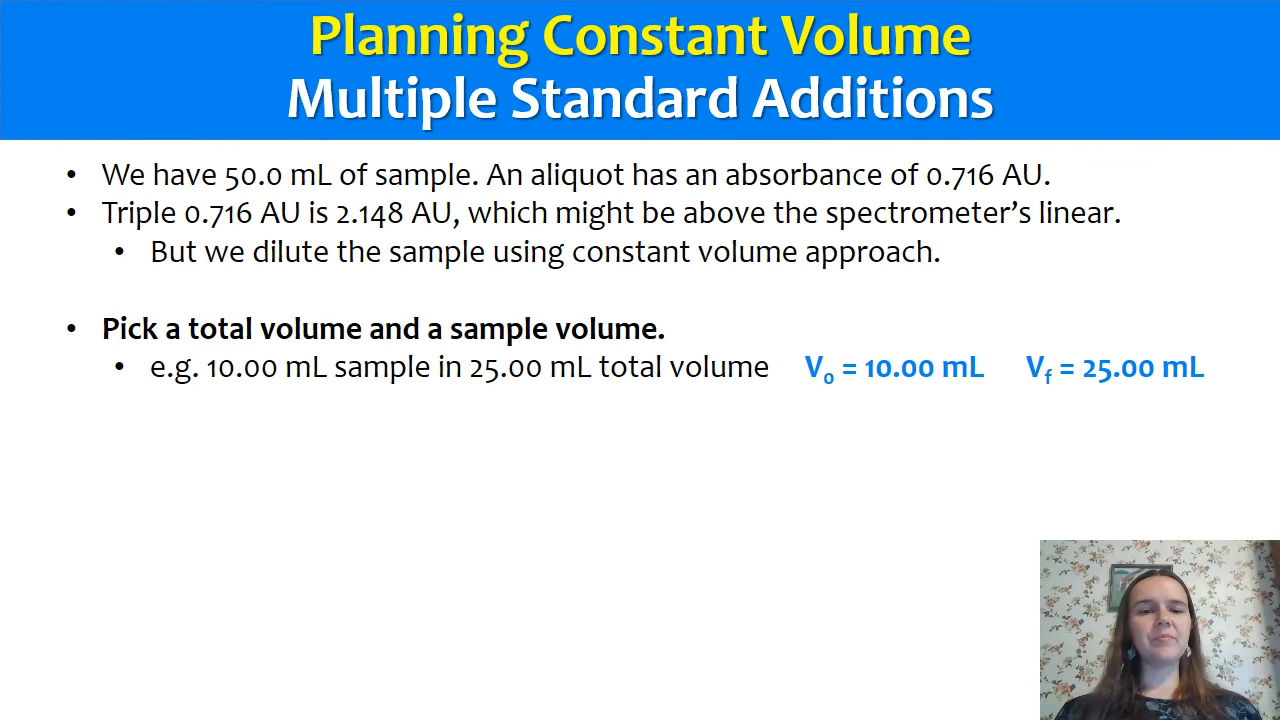 Planning Constant Volume
Multiple Standard Additions
• We have 50.0 mL of sample. An aliquot has an absorbance of 0.716 AU.
• Triple 0.716 AU is 2.148 AU, which might be above the spectrometer’s linear.
• But we dilute the sample using constant volume approach.
• Pick a total volume and a sample volume.
• e.g. 10.00 mL sample in 25.00 mL total volume V₀ = 10.00 mL V_f = 25.00 mL